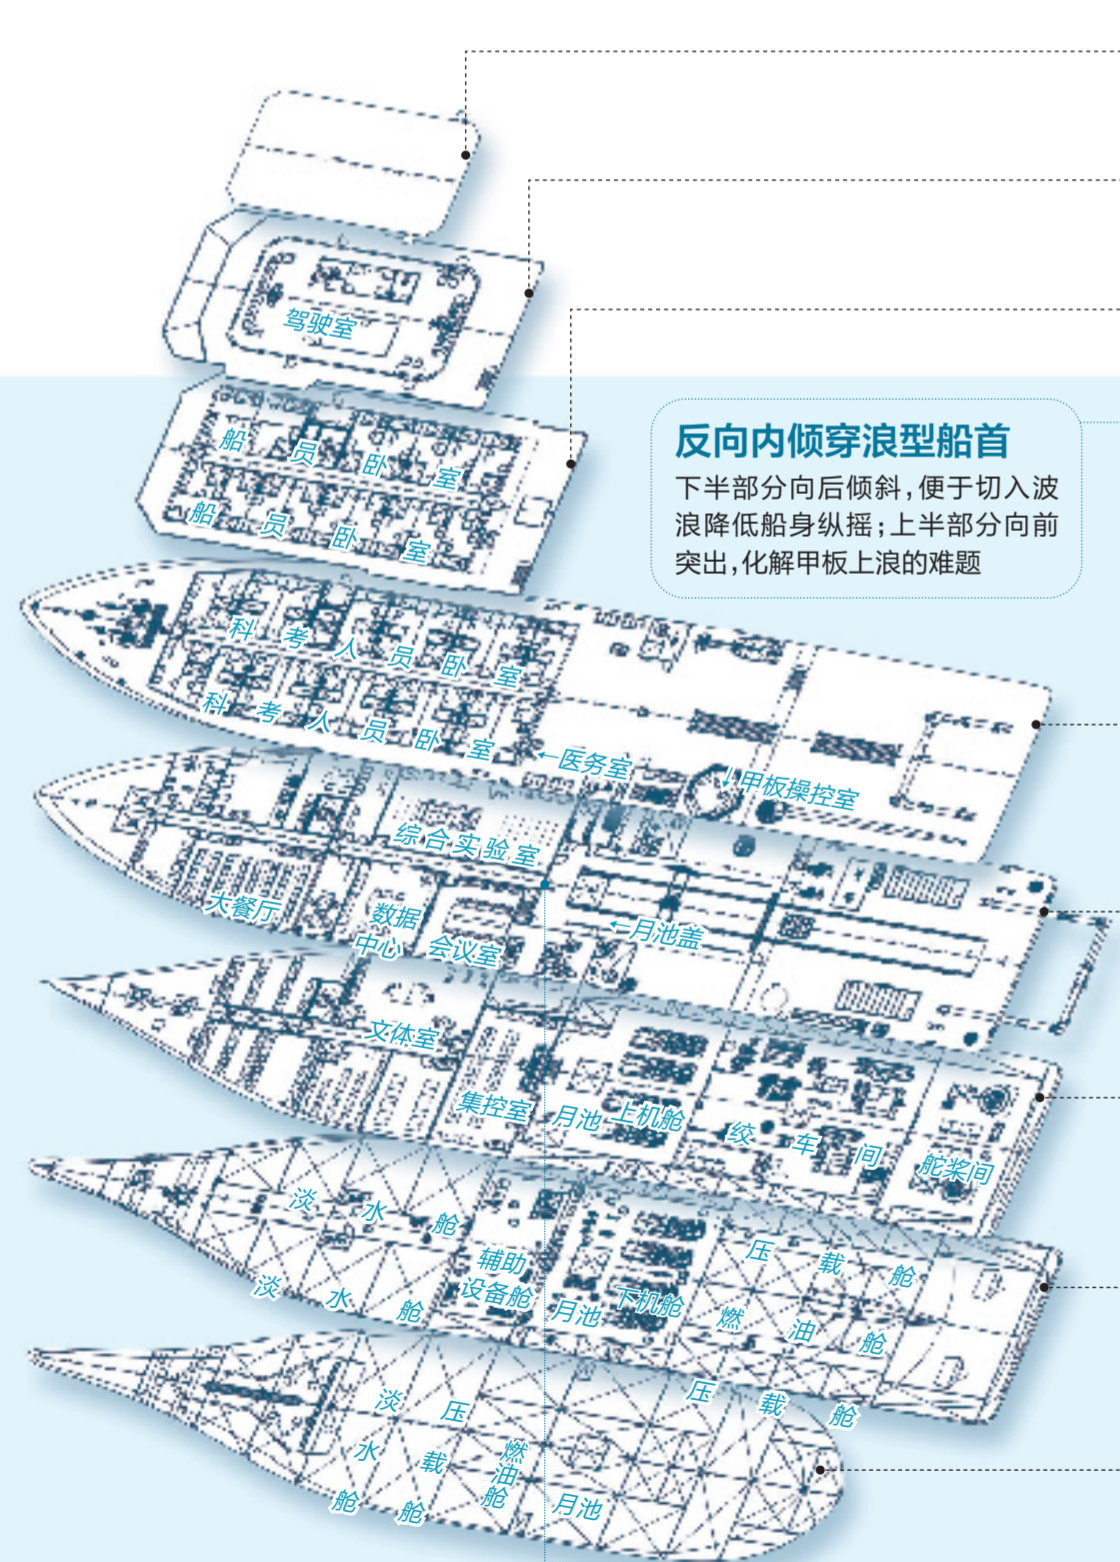 驾驶室
船员卧室
船员卧室
反向内倾穿浪型船首
下半部分向后倾斜,便于切入波
浪降低船身纵摇;上半部分向前
突出,化解甲板上浪的难题
科考人员卧室
科考人员卧室
←医务室
↓甲板操控室
综合实验室
大餐厅
数据
中心
会议室
←月池盖
文体室
集控室
月池
上机舱
绞车间
舵桨间
淡水舱
淡水舱
辅助
设备舱
月池
下机舱
压载舱
燃油舱
压载舱
淡水舱
压载舱
燃油舱
月池